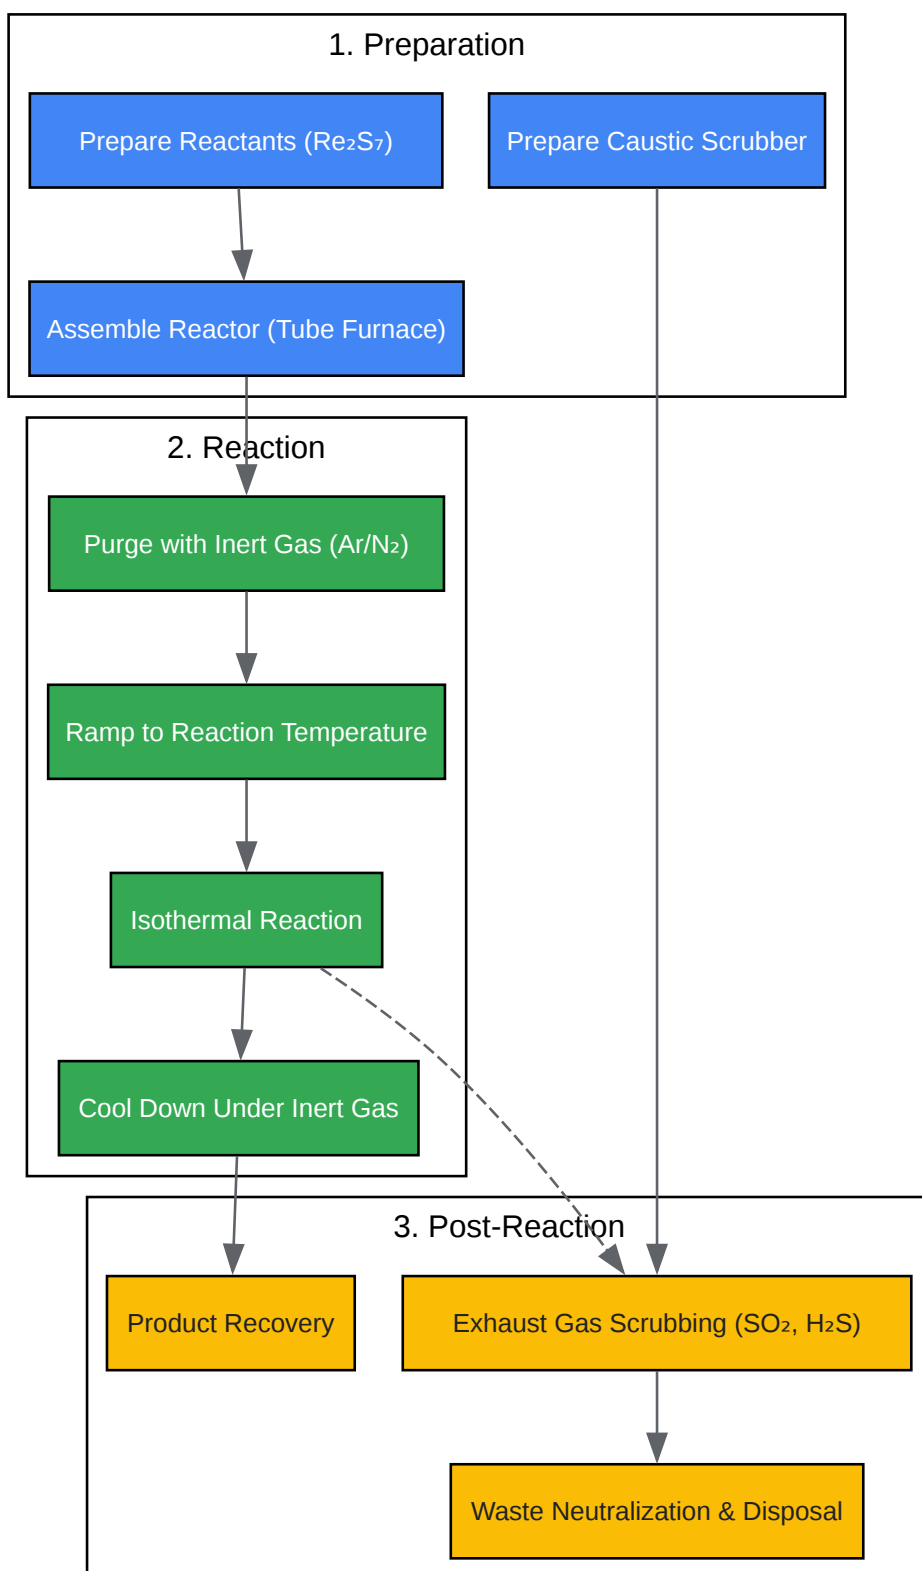 1. Preparation
Prepare Reactants (Re₂S₇)
Prepare Caustic Scrubber
Assemble Reactor (Tube Furnace)
2. Reaction
Purge with Inert Gas (Ar/N₂)
Ramp to Reaction Temperature
Isothermal Reaction
Cool Down Under Inert Gas
3. Post-Reaction
Product Recovery
Exhaust Gas Scrubbing (SO₂, H₂S)
Waste Neutralization & Disposal